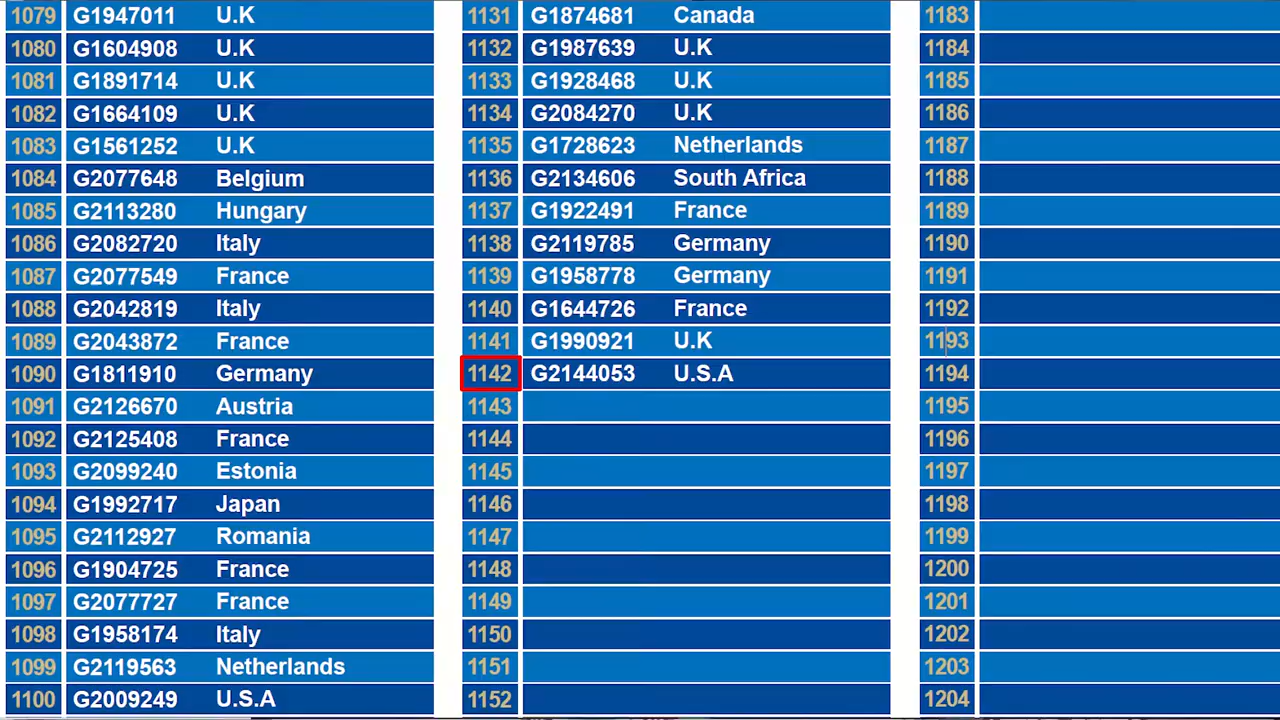 1079 G1947011 U.K
1080 G1604908 U.K
1081 G1891714 U.K
1082 G1664109 U.K
1083 G1561252 U.K
1084 G2077648 Belgium
1085 G2113280 Hungary
1086 G2082720 Italy
1087 G2077549 France
1088 G2042819 Italy
1089 G2043872 France
1090 G1811910 Germany
1091 G2126670 Austria
1092 G2125408 France
1093 G2099240 Estonia
1094 G1992717 Japan
1095 G2112927 Romania
1096 G1904725 France
1097 G2077727 France
1098 G1958174 Italy
1099 G2119563 Netherlands
1100 G2009249 U.S.A
1131 G1874681 Canada
1132 G1987639 U.K
1133 G1928468 U.K
1134 G2084270 U.K
1135 G1728623 Netherlands
1136 G2134606 South Africa
1137 G1922491 France
1138 G2119785 Germany
1139 G1958778 Germany
1140 G1644726 France
1141 G1990921 U.K
1142 G2144053 U.S.A
1143
1144
1145
1146
1147
1148
1149
1150
1151
1152
1183
1184
1185
1186
1187
1188
1189
1190
1191
1192
1193
1194
1195
1196
1197
1198
1199
1200
1201
1202
1203
1204